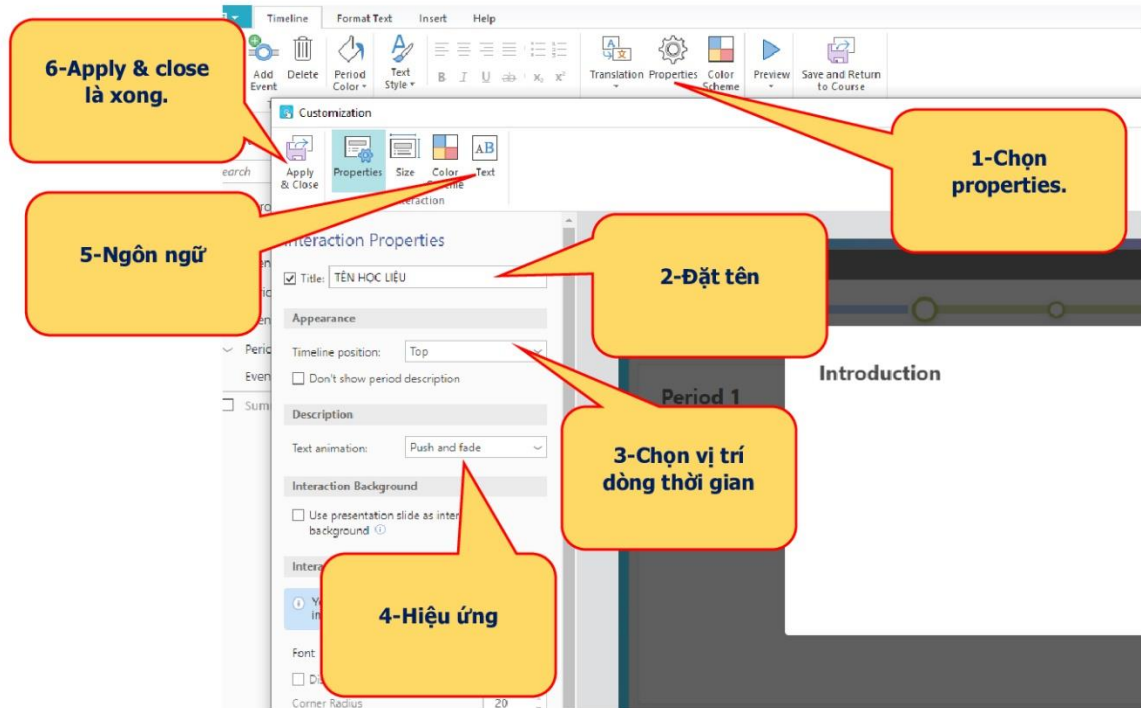 Timeline Format Text Insert Help
Add Event
Delete
Period Color
Text Style
B I U ab X₂ X²
Translation
Properties
Color Scheme
Preview
Save and Return to Course
6-Apply & close
là xong.
Customization
Apply & Close
Properties
Size
Color
Text
1-Chọn
properties.
5-Ngôn ngữ
Interaction Properties
Title: TÊN HỌC LIỆU
2-Đặt tên
Appearance
Timeline position: Top
Don't show period description
Description
Text animation: Push and fade
3-Chọn vị trí
dòng thời gian
Interaction Background
Use presentation slide as
background
4-Hiệu ứng
Font
Corner Radius 20
Period 1
Introduction